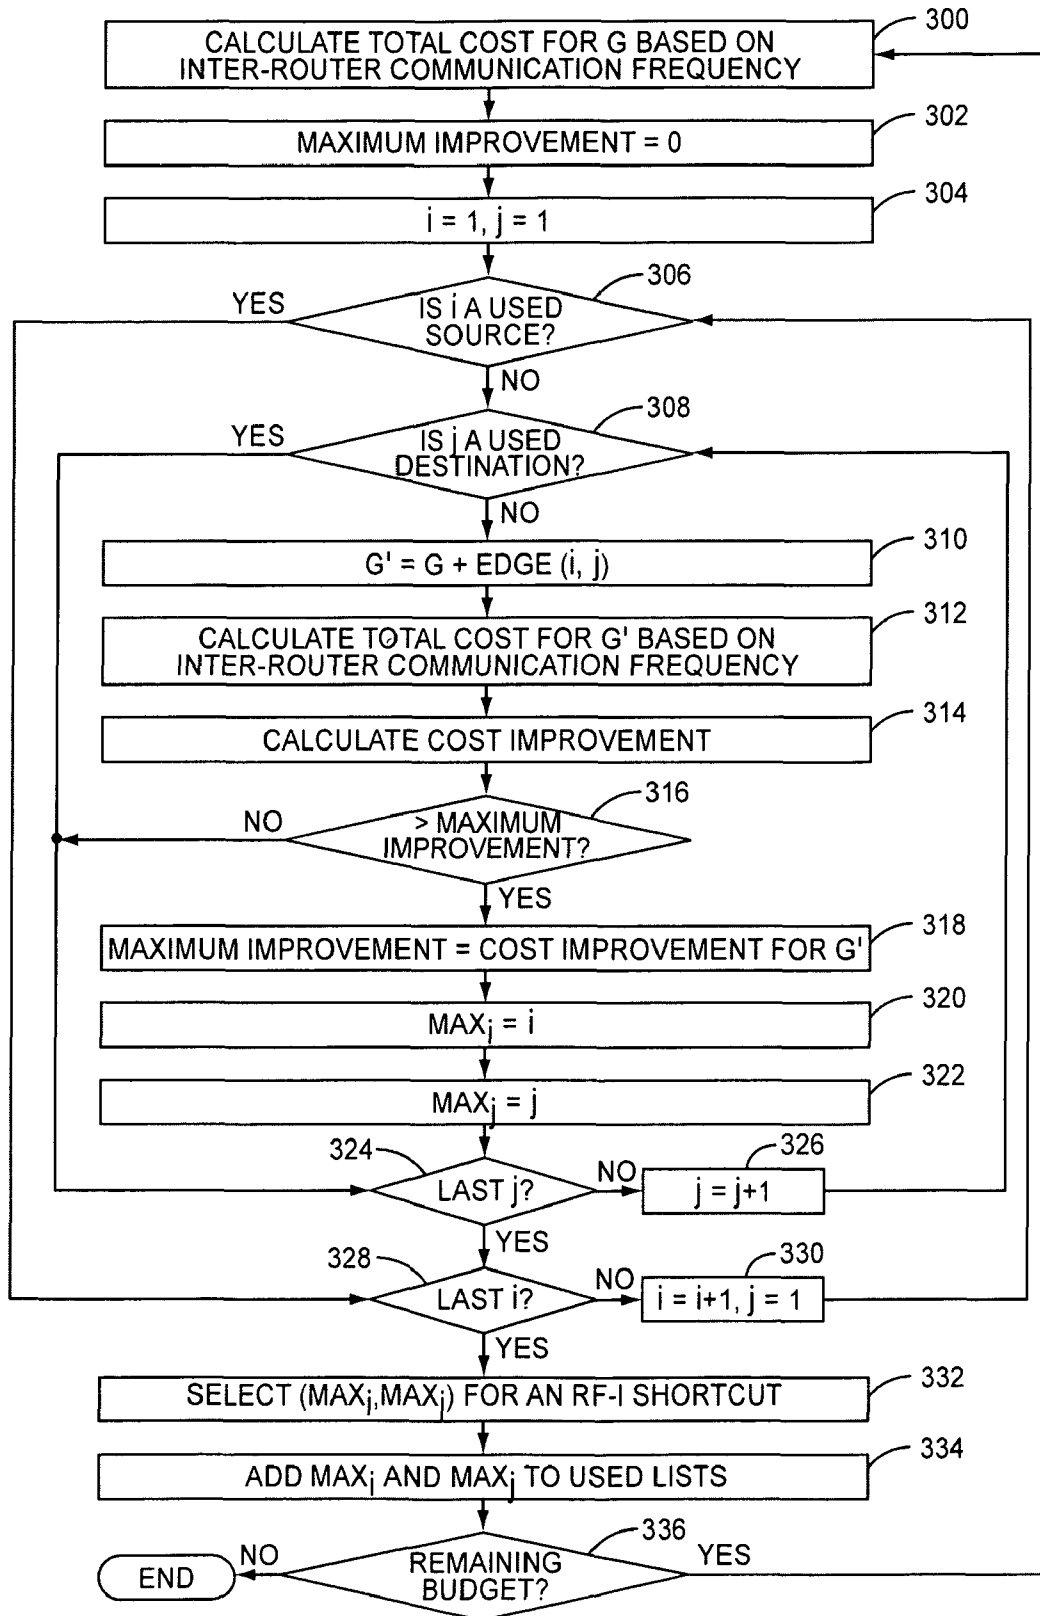 300
CALCULATE TOTAL COST FOR G BASED ON
INTER-ROUTER COMMUNICATION FREQUENCY
302
MAXIMUM IMPROVEMENT = 0
304
i = 1, j = 1
306
YES
IS i A USED
SOURCE?
NO
308
YES
IS j A USED
DESTINATION?
NO
310
G' = G + EDGE (i, j)
312
CALCULATE TOTAL COST FOR G' BASED ON
INTER-ROUTER COMMUNICATION FREQUENCY
314
CALCULATE COST IMPROVEMENT
316
NO
> MAXIMUM
IMPROVEMENT?
YES
318
MAXIMUM IMPROVEMENT = COST IMPROVEMENT FOR G'
320
MAXj = i
322
MAXj = j
324
LAST j?
NO
326
j = j+1
YES
328
LAST i?
NO
330
i = i+1, j = 1
YES
332
SELECT (MAXj,MAXj) FOR AN RF-I SHORTCUT
334
ADD MAXi AND MAXj TO USED LISTS
336
NO
REMAINING
BUDGET?
YES
END